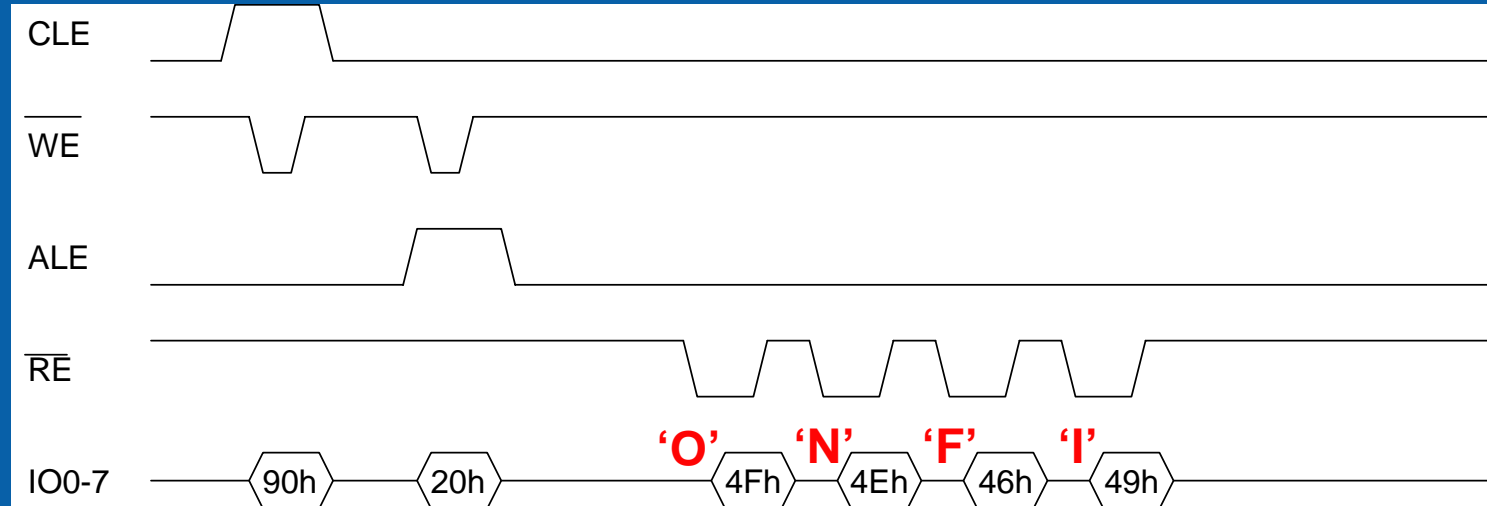 CLE
WE
ALE
RE
‘O’ ‘N’ ‘F’ ‘I’
IO0-7 90h 20h 4Fh 4Eh 46h 49h